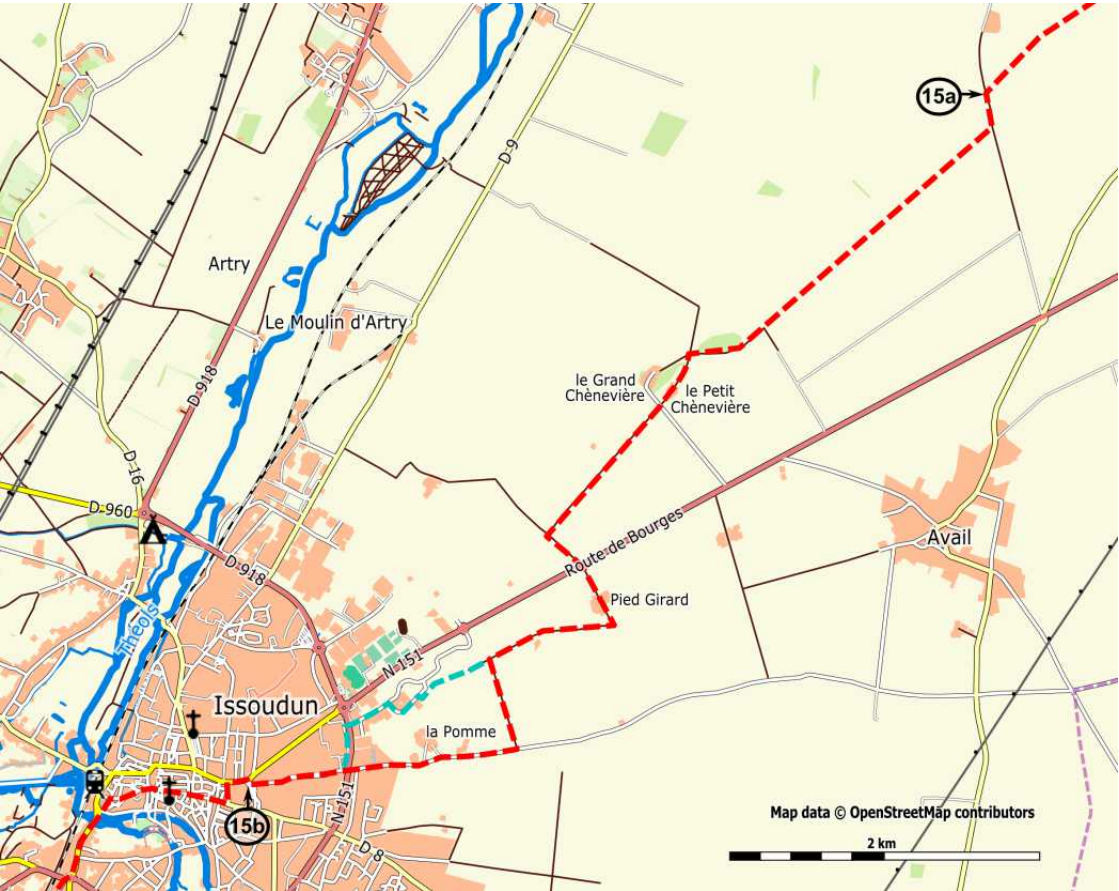 15a
D-9
Artry
Le Moulin d'Artry
D-918
le Grand
Chènevière
le Petit
Chènevière
D-16
D-960
D-918
Route de Bourges
Avail
Théols
Pied Girard
N 151
Issoudun
la Pomme
N 151
15b
D-8
Map data © OpenStreetMap contributors
2 km